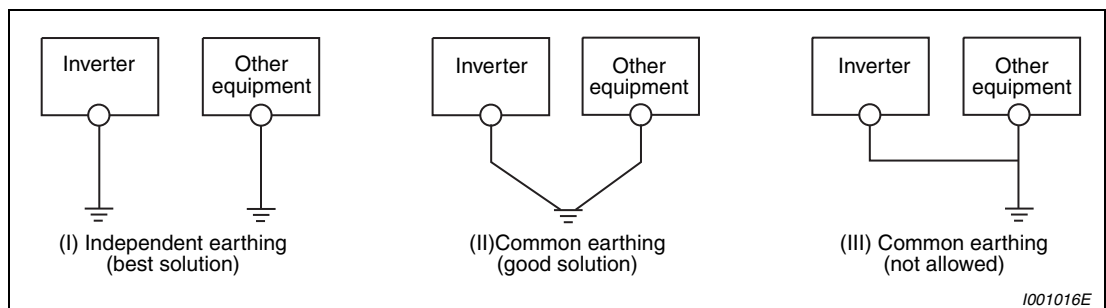 Inverter
Other
equipment
(I) Independent earthing
(best solution)
Inverter
Other
equipment
(II)Common earthing
(good solution)
Inverter
Other
equipment
(III) Common earthing
(not allowed)
I001016E